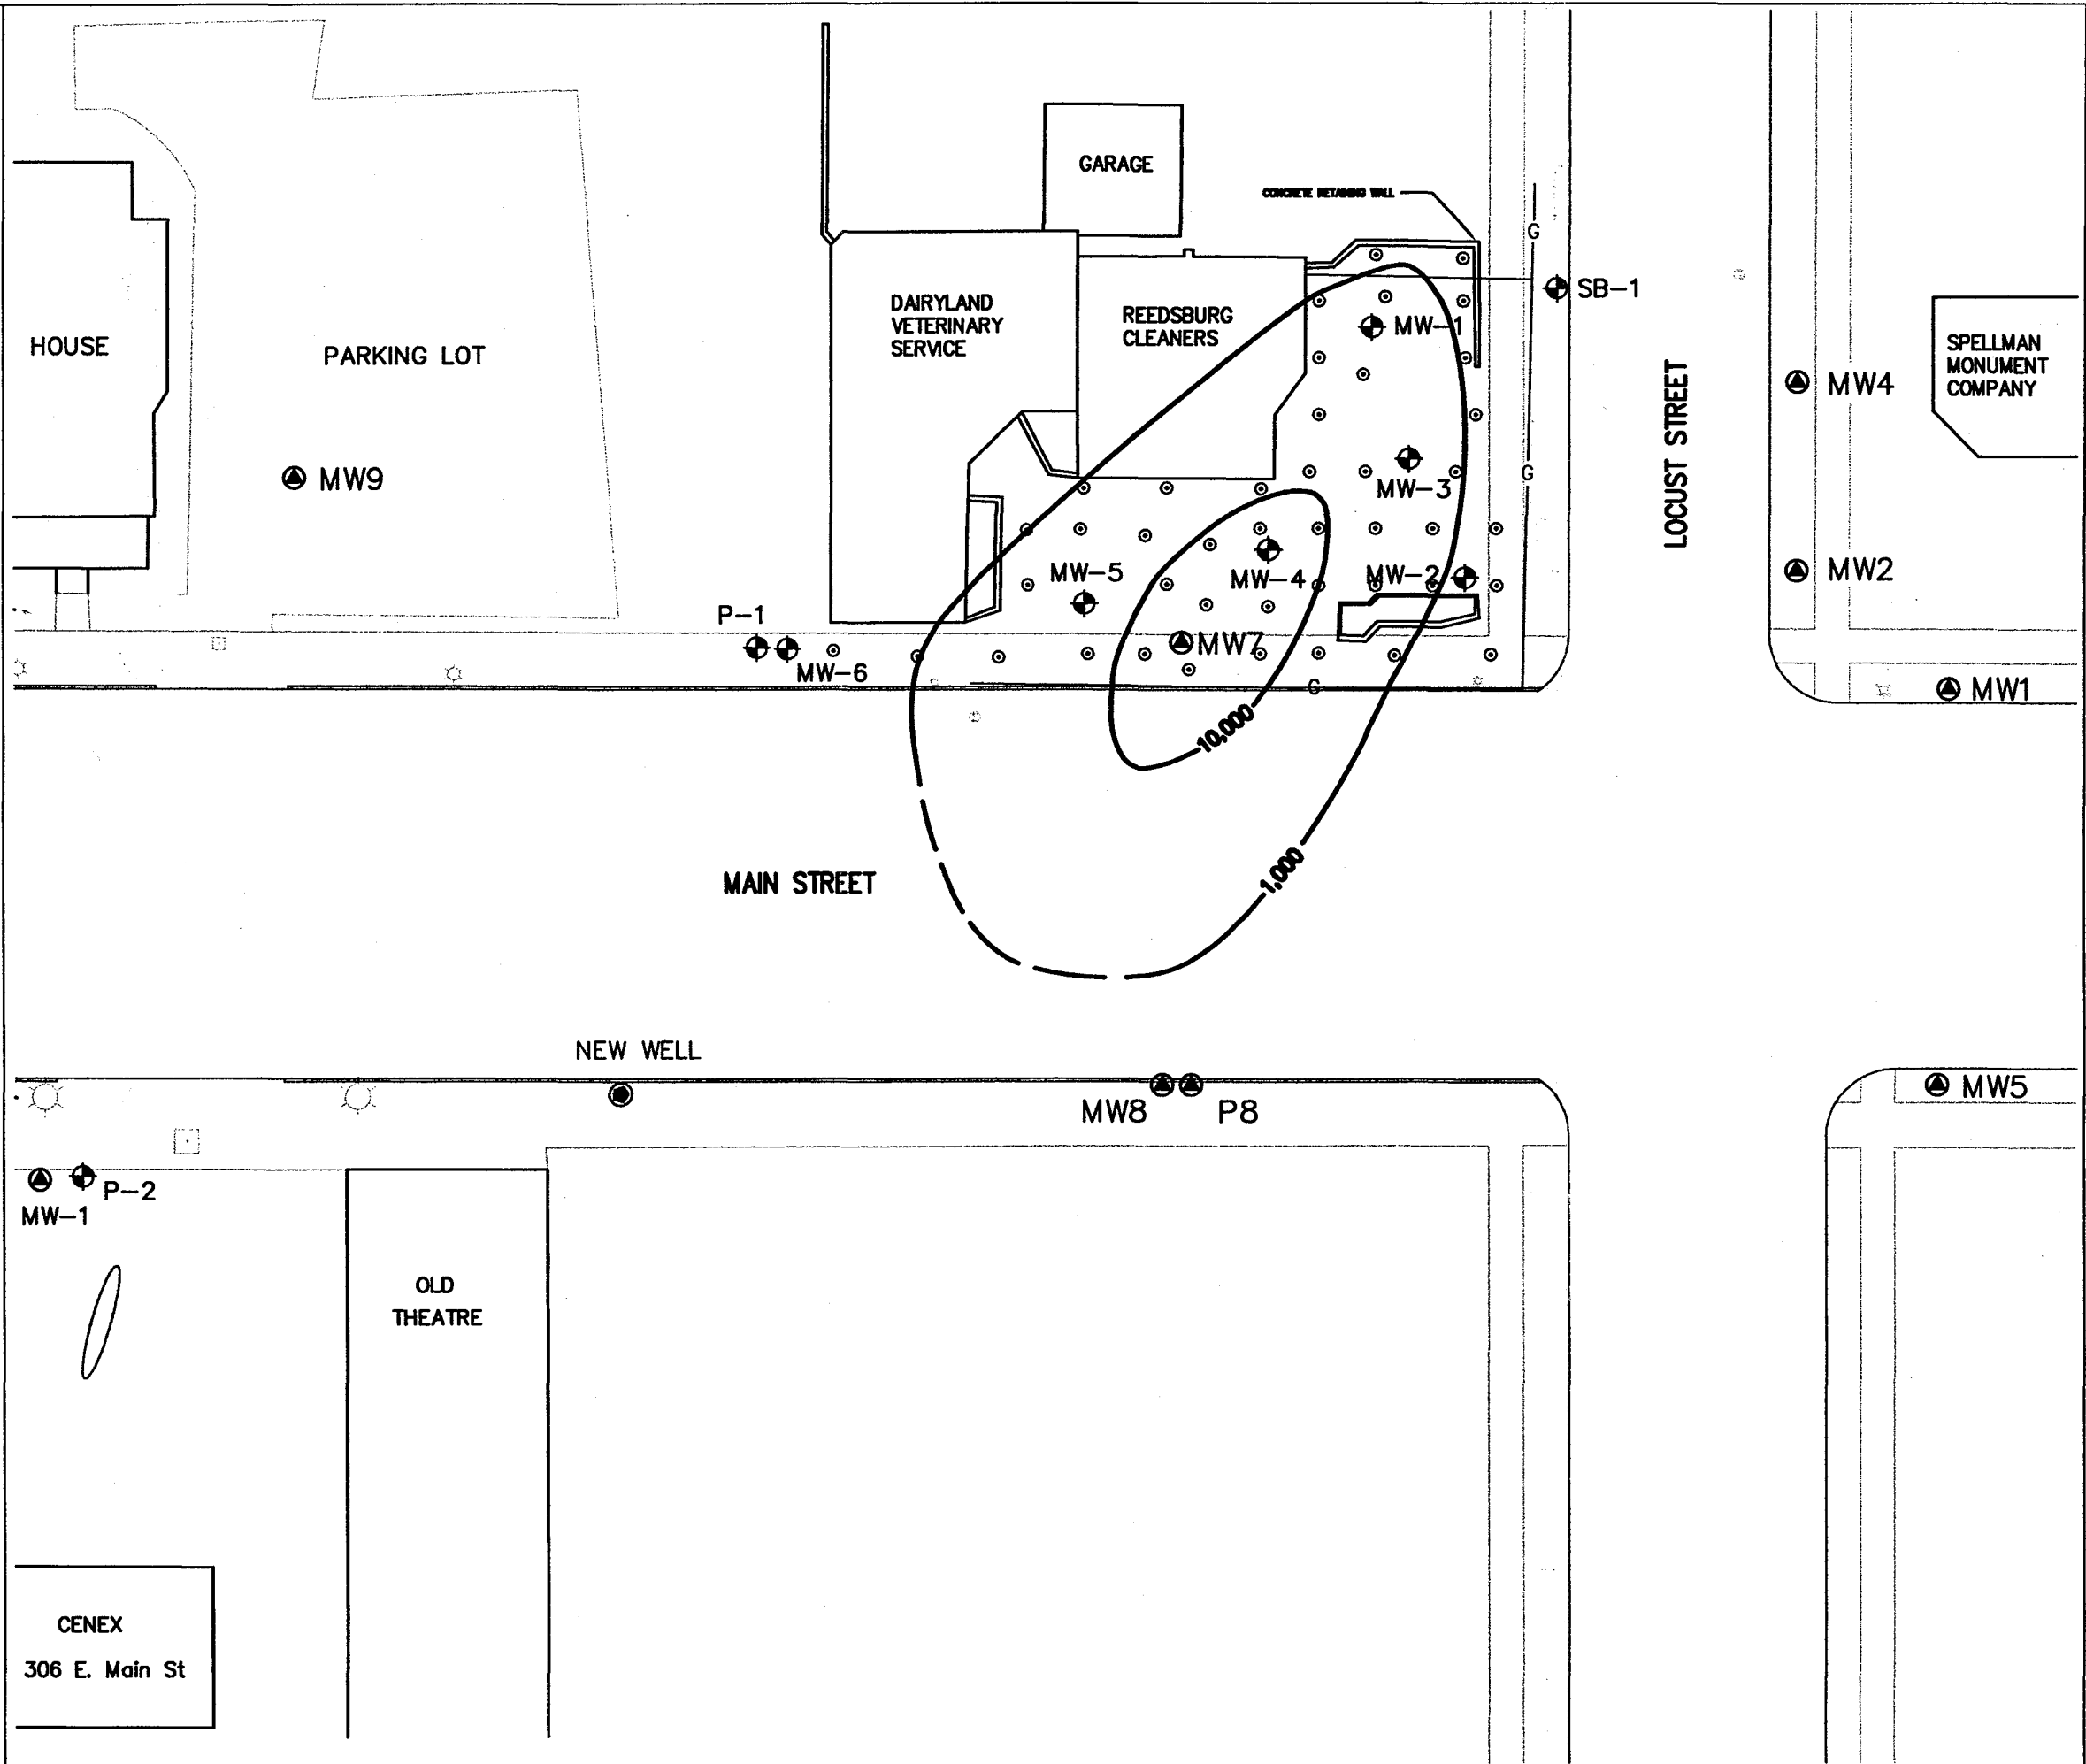 GARAGE
CONCRETE RETAINING WALL
G
SB-1
DAIRYLAND
VETERINARY
SERVICE
REEDSBURG
CLEANERS
MW-1
HOUSE
PARKING LOT
SPELLMAN
MONUMENT
COMPANY
MW4
LOCUST STREET
MW9
MW-3
G
MW-5
MW-4
MW-2
MW2
P-1
MW-6
MW7
G
MW1
10,000
MAIN STREET
1,000
NEW WELL
MW8
P8
MW5
P-2
MW-1
OLD
THEATRE
CENEX
306 E. Main St